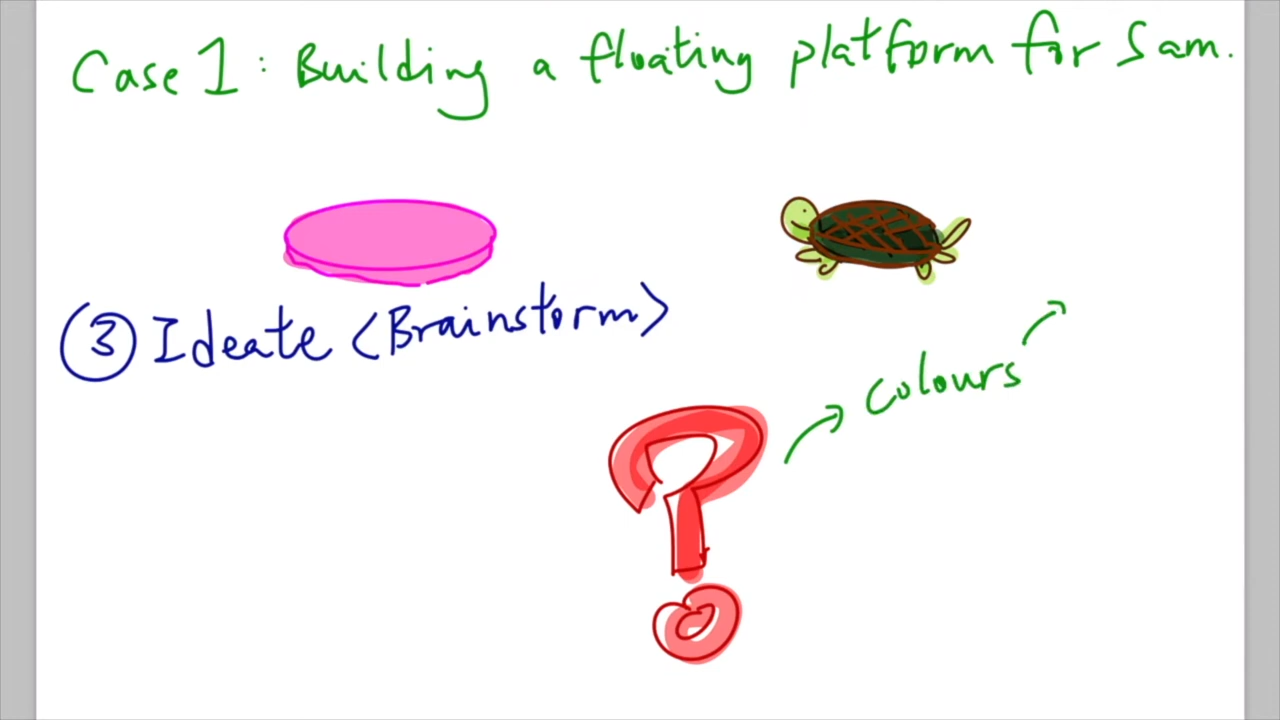 Case 1: Building a floating platform for Sam.
③ Ideate <Brainstorm>
colours
?